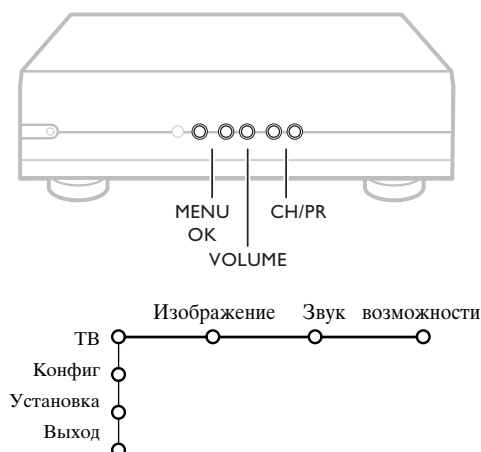 MENU CH/PR
OK
VOLUME
Изображение Звук возможности
ТВ
Конфиг
Установка
Выход